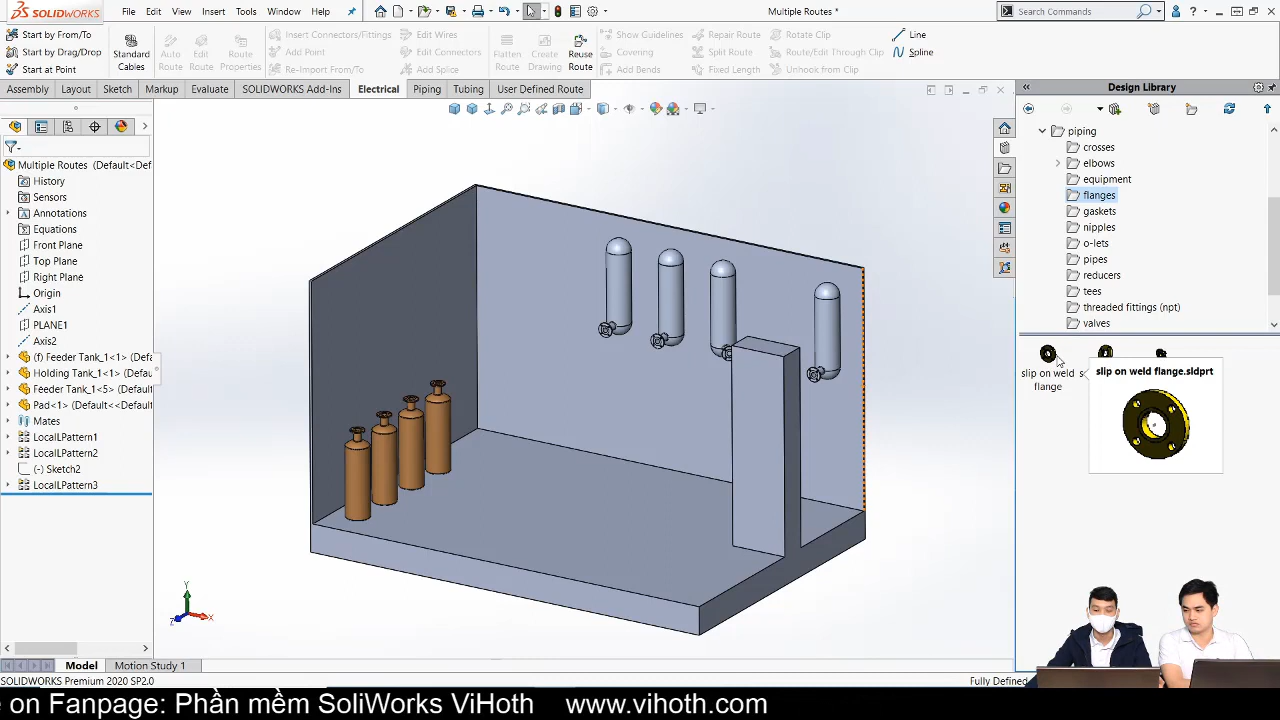 SOLIDWORKS File Edit View Insert Tools Window Help Multiple Routes * Search Commands
Start by From/To
Start by Drag/Drop
Start at Point
Standard Cables
Auto Route
Edit Route
Route Properties
Insert Connectors/Fittings
Add Point
Re-Import From/To
Edit Wires
Edit Connectors
Add Splice
Flatten Route
Create Drawing
Reuse Route
Show Guidelines
Covering
Add Bends
Repair Route
Split Route
Fixed Length
Rotate Clip
Route/Edit Through Clip
Unhook from Clip
Line
Spline
Assembly Layout Sketch Markup Evaluate SOLIDWORKS Add-Ins Electrical Piping Tubing User Defined Route
Design Library
Multiple Routes (Default<Def
History
Sensors
Annotations
Equations
Front Plane
Top Plane
Right Plane
Origin
Axis1
PLANE1
Axis2
(f) Feeder Tank_1<1> (Defa
Holding Tank_1<1> (Default
Feeder Tank_1<5> (Default
Pad<1> (Default<<Default
Mates
LocalLPattern1
LocalLPattern2
(-) Sketch2
LocalLPattern3
piping
crosses
elbows
equipment
flanges
gaskets
nipples
o-lets
pipes
reducers
tees
threaded fittings (npt)
valves
slip on weld flange
s
slip on weld flange.sldprt
Y
X
Z
Model Motion Study 1
SOLIDWORKS Premium 2020 SP2.0 Fully Defined
e on Fanpage: Phần mềm SoliWorks ViHoth www.vihoth.com